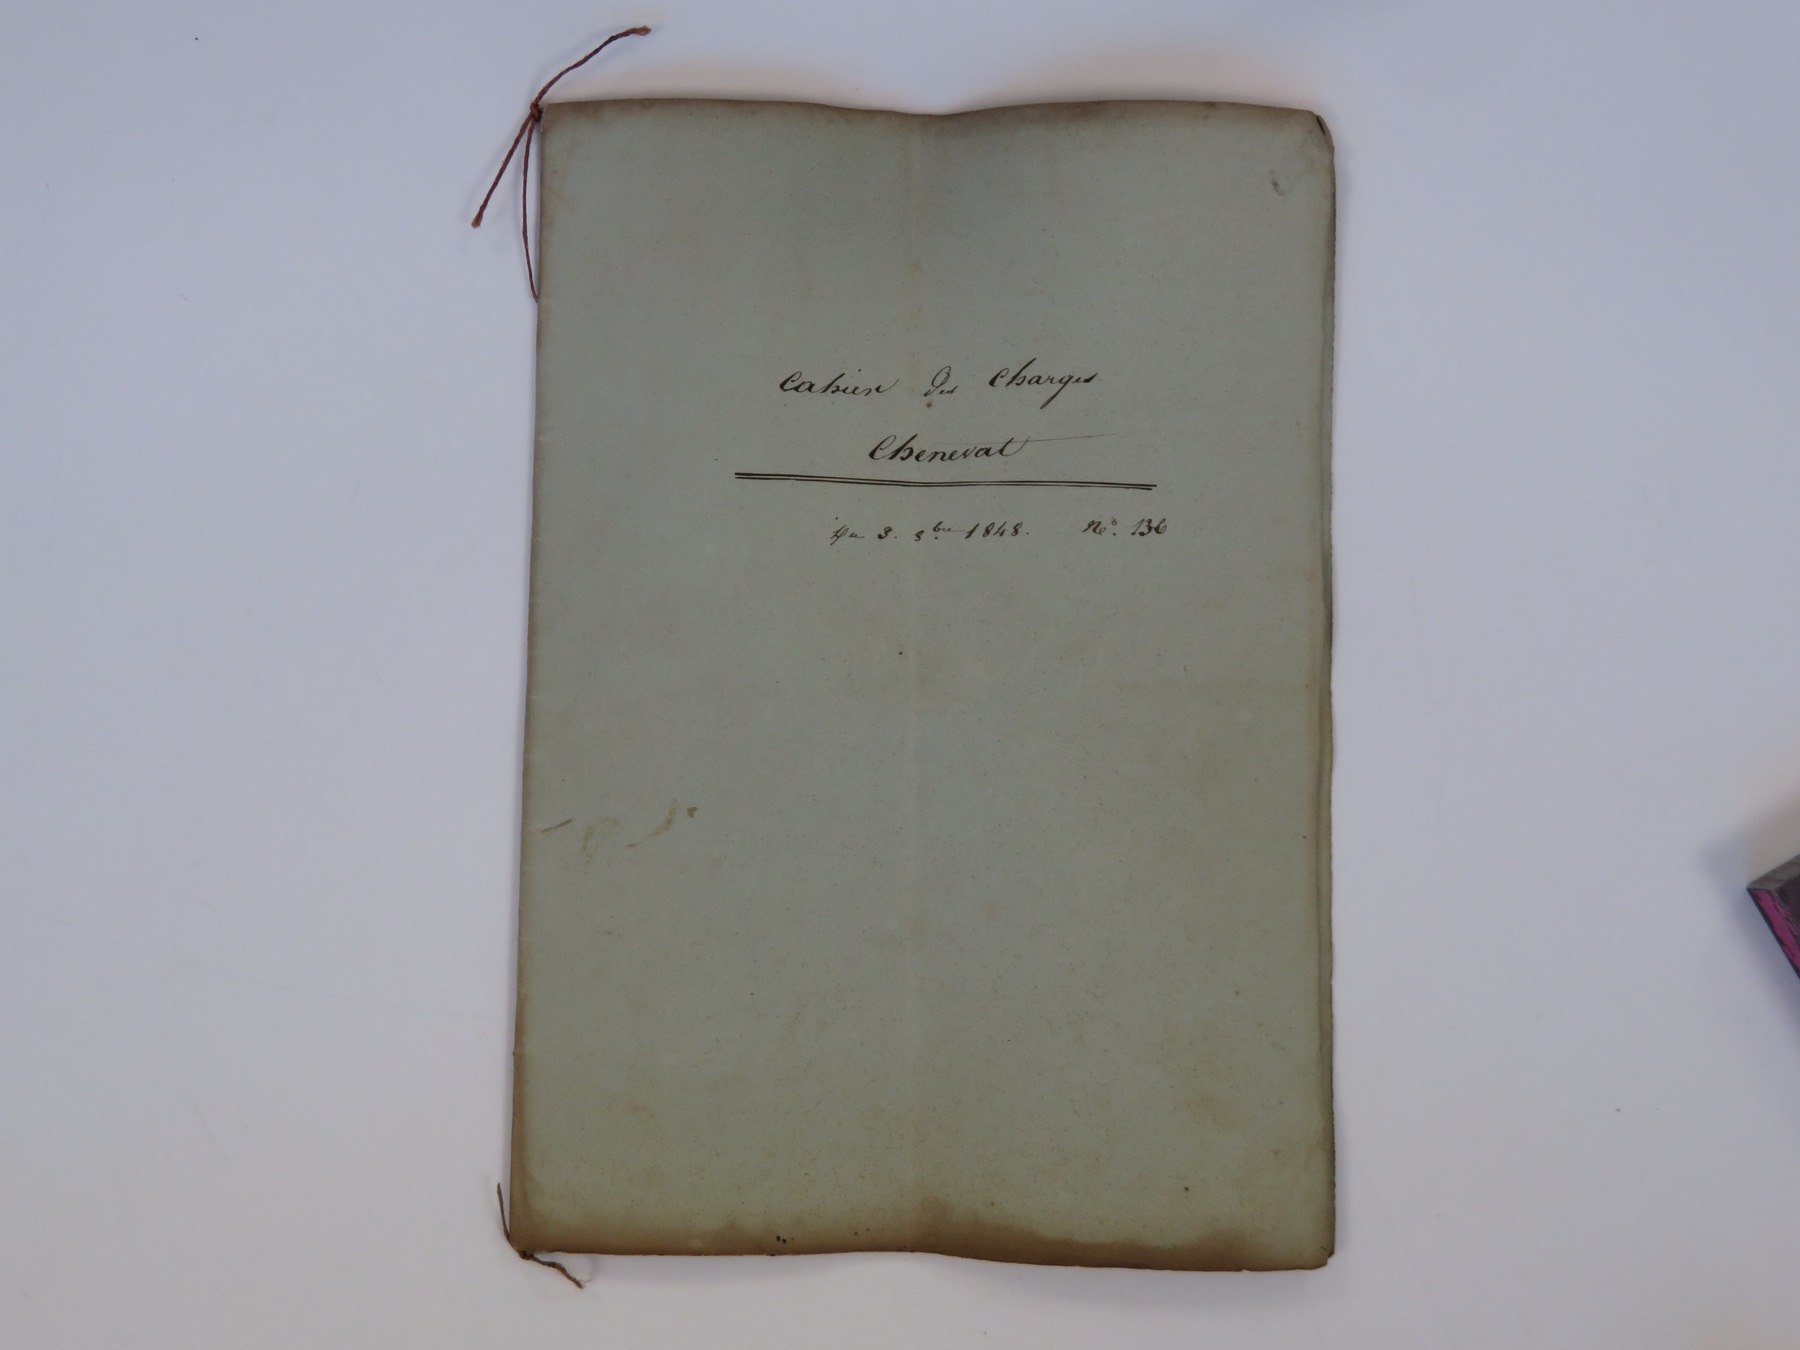 Cahier des Charges
Chenevat
Du 3. 8bre 1848. No. 136